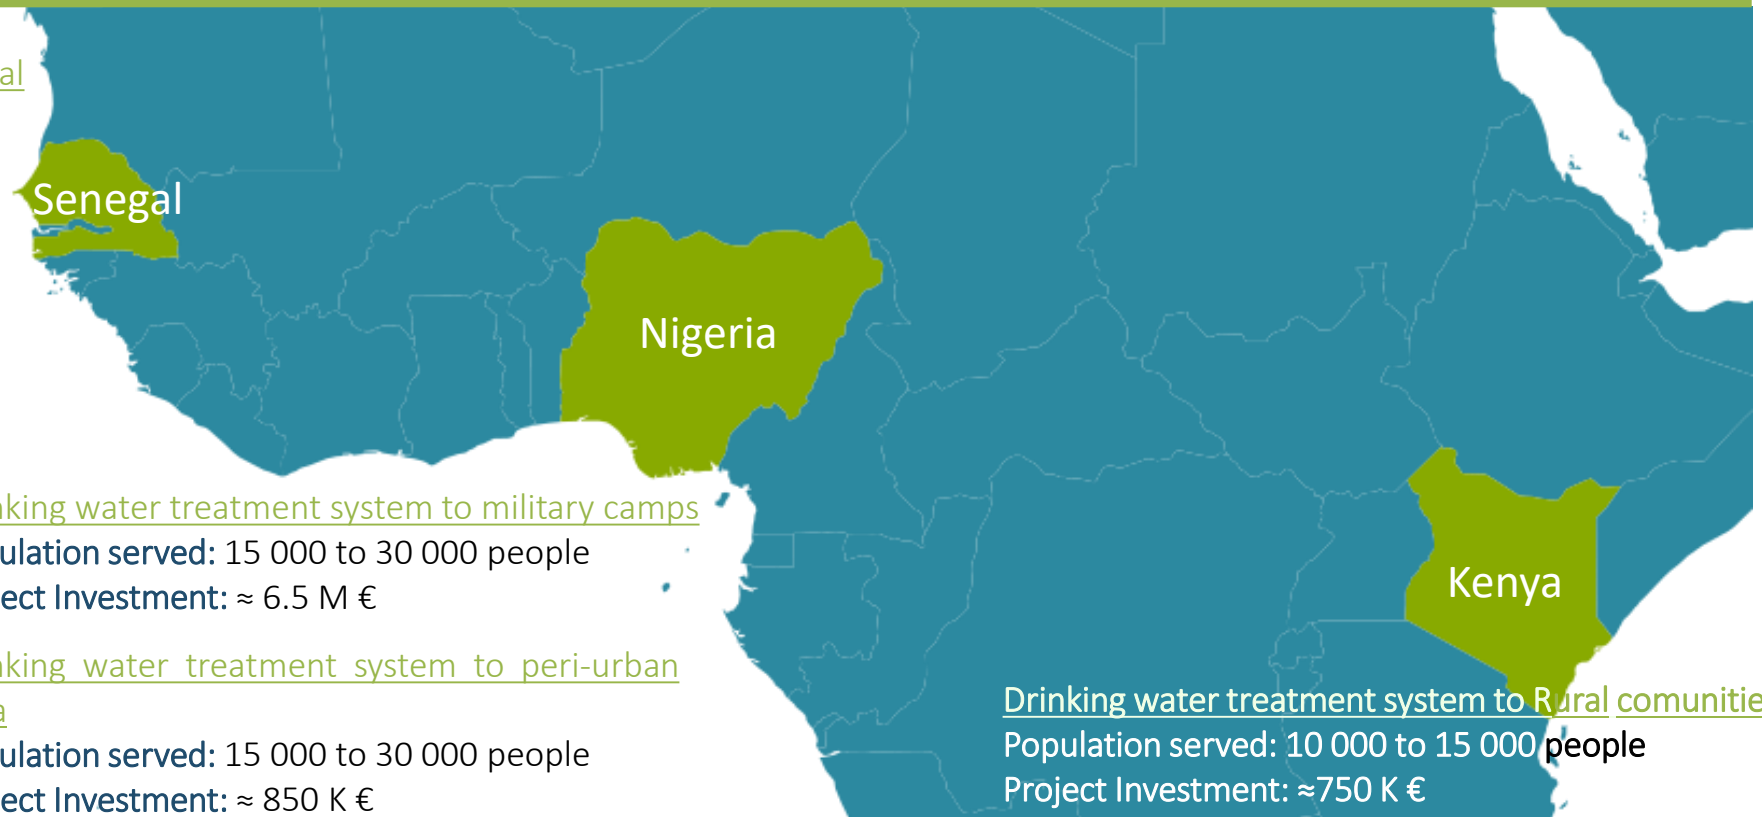 al
Senegal
Nigeria
Kenya
nking water treatment system to military camps
ulation served: 15 000 to 30 000 people
ect Investment: ≈ 6.5 M €
nking water treatment system to peri-urban
a
ulation served: 15 000 to 30 000 people
ect Investment: ≈ 850 K €
Drinking water treatment system to Rural comunitie
Population served: 10 000 to 15 000 people
Project Investment: ≈750 K €